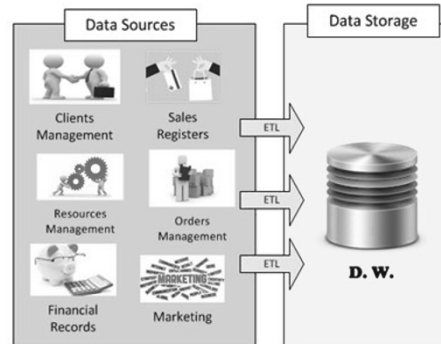 Data Sources
Data Storage
Clients
Management
Sales
Registers
ETL
Resources
Management
Orders
Management
ETL
ETL
Financial
Records
MARKETING
Marketing
D. W.